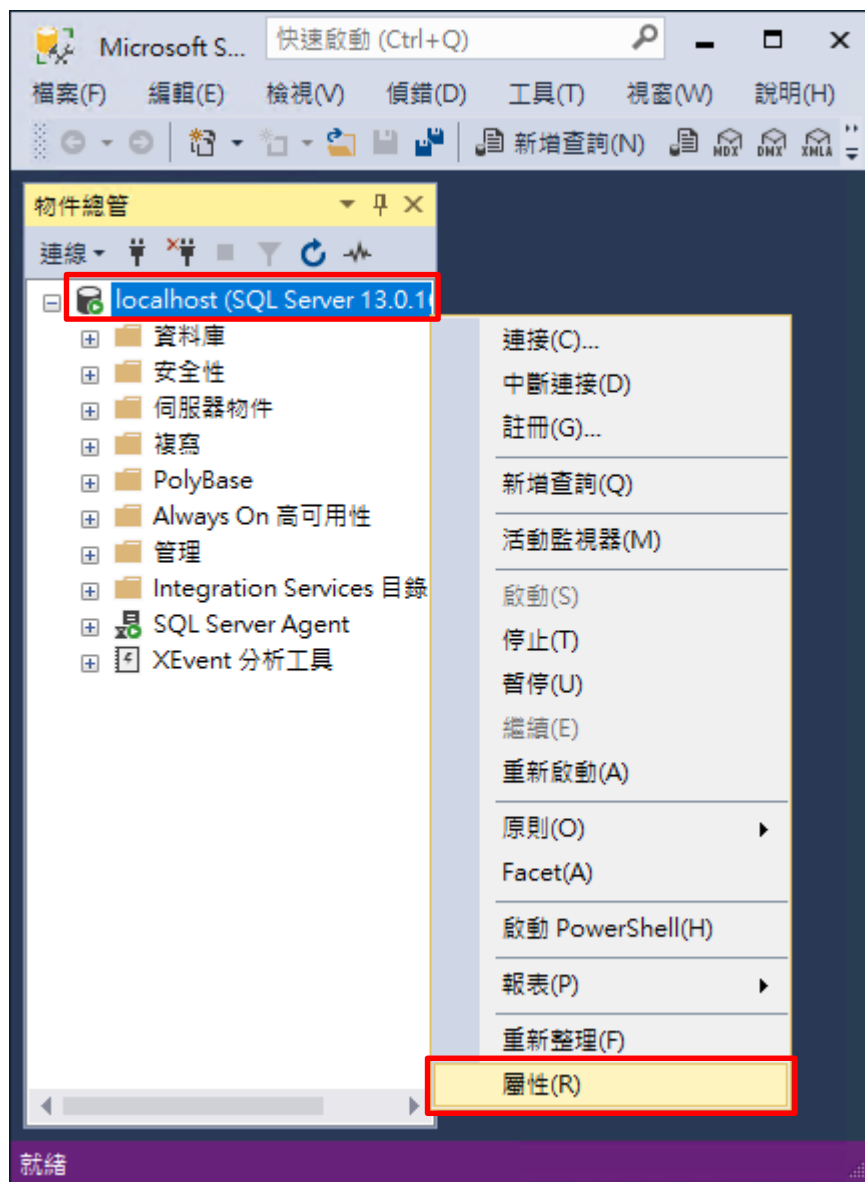 Microsoft S...
快速啟動 (Ctrl+Q)
檔案(F) 編輯(E) 檢視(V) 偵錯(D) 工具(T) 視窗(W) 說明(H)
新增查詢(N) MDX DMX XMLA
物件總管
連線
localhost (SQL Server 13.0.1
資料庫
安全性
伺服器物件
複寫
PolyBase
Always On 高可用性
管理
Integration Services 目錄
SQL Server Agent
XEvent 分析工具
連接(C)...
中斷連接(D)
註冊(G)...
新增查詢(Q)
活動監視器(M)
啟動(S)
停止(T)
暫停(U)
繼續(E)
重新啟動(A)
原則(O)
Facet(A)
啟動 PowerShell(H)
報表(P)
重新整理(F)
屬性(R)
就緒